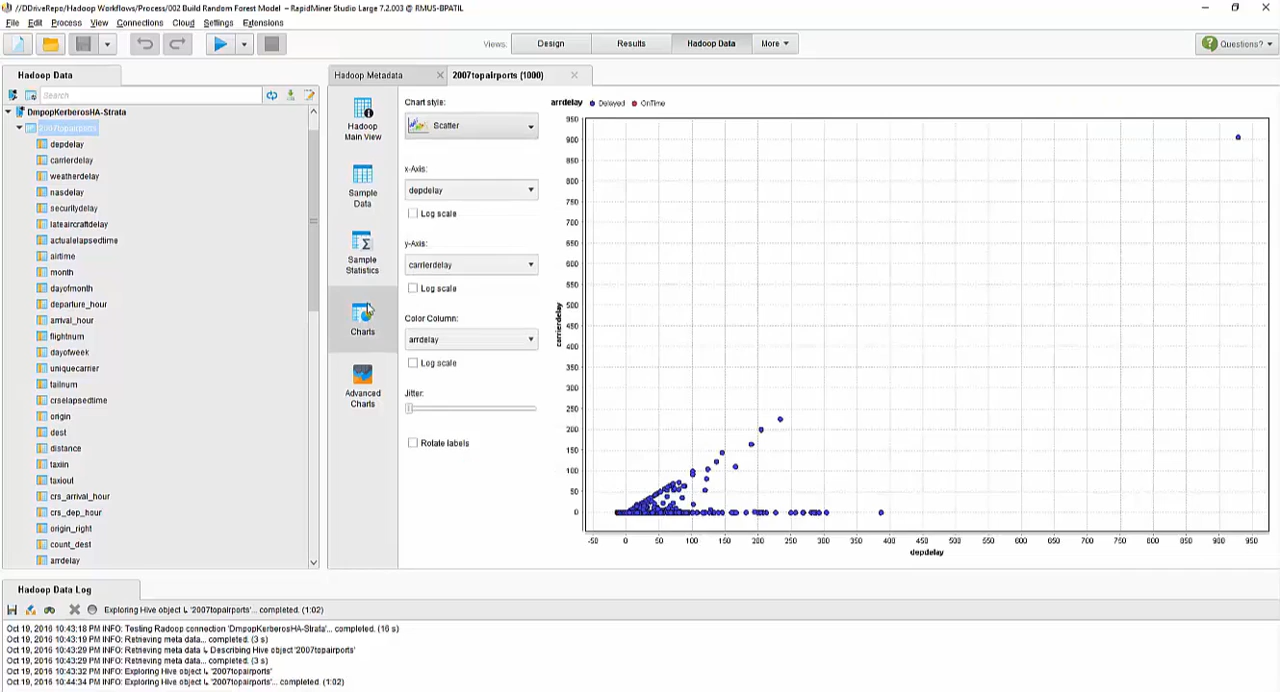 //DDriveRepo/Hadoop Workflows/Process/002 Build Random Forest Model – RapidMiner Studio Large 7.2.003 @ RMUS-BPATIL
File Edit Process View Connections Cloud Settings Extensions
Views: Design Results Hadoop Data More Questions?
Hadoop Data
Search
DmpopKerberosHA-Strata
2007topairports
depdelay
carrierdelay
weatherdelay
nasdelay
securitydelay
lateaircraftdelay
actualelapsedtime
airtime
month
dayofmonth
departure_hour
arrival_hour
flightnum
dayofweek
uniquecarrier
tailnum
crselapsedtime
origin
dest
distance
taxiin
taxiout
crs_arrival_hour
crs_dep_hour
origin_right
count_dest
arrdelay
Hadoop Metadata
2007topairports (1000)
Hadoop
Main View
Sample
Data
Sample
Statistics
Charts
Advanced
Charts
Chart style:
Scatter
x-Axis:
depdelay
Log scale
y-Axis:
carrierdelay
Log scale
Color Column:
arrdelay
Log scale
Jitter:
Rotate labels
arrdelay Delayed OnTime
950
900
850
800
750
700
650
600
550
500
450
400
350
300
250
200
150
100
50
0
carrierdelay
-50 0 50 100 150 200 250 300 350 400 450 500 550 600 650 700 750 800 850 900 950
depdelay
Hadoop Data Log
Exploring Hive object ↳ '2007topairports'... completed. (1:02)
Oct 19, 2016 10:43:18 PM INFO: Testing Radoop connection 'DmpopKerberosHA-Strata'... completed. (16 s)
Oct 19, 2016 10:43:19 PM INFO: Retrieving meta data... completed. (3 s)
Oct 19, 2016 10:43:29 PM INFO: Retrieving meta data ↳ Describing Hive object '2007topairports'
Oct 19, 2016 10:43:29 PM INFO: Retrieving meta data... completed. (3 s)
Oct 19, 2016 10:43:32 PM INFO: Exploring Hive object ↳ '2007topairports'
Oct 19, 2016 10:44:34 PM INFO: Exploring Hive object ↳ '2007topairports'... completed. (1:02)